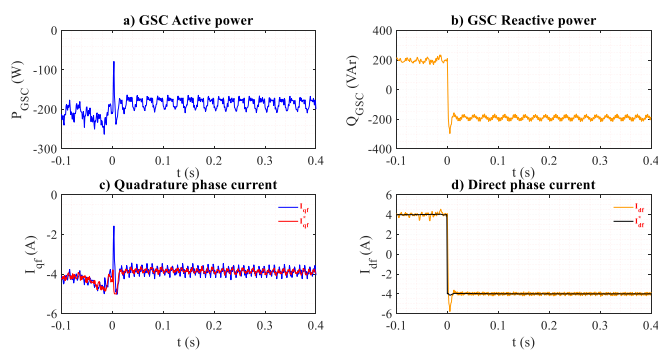 a) GSC Active power
b) GSC Reactive power
P_GSC (W)
0
-100
-200
-300
-0.1 0 0.1 0.2 0.3 0.4
t (s)
Q_GSC (VAr)
400
200
0
-200
-400
-0.1 0 0.1 0.2 0.3 0.4
t (s)
c) Quadrature phase current
d) Direct phase current
I_qf (A)
0
-2
-4
-6
I_qf
I*_qf
-0.1 0 0.1 0.2 0.3 0.4
t (s)
I_df (A)
6
4
2
0
-2
-4
-6
I_df
I*_df
-0.1 0 0.1 0.2 0.3 0.4
t (s)